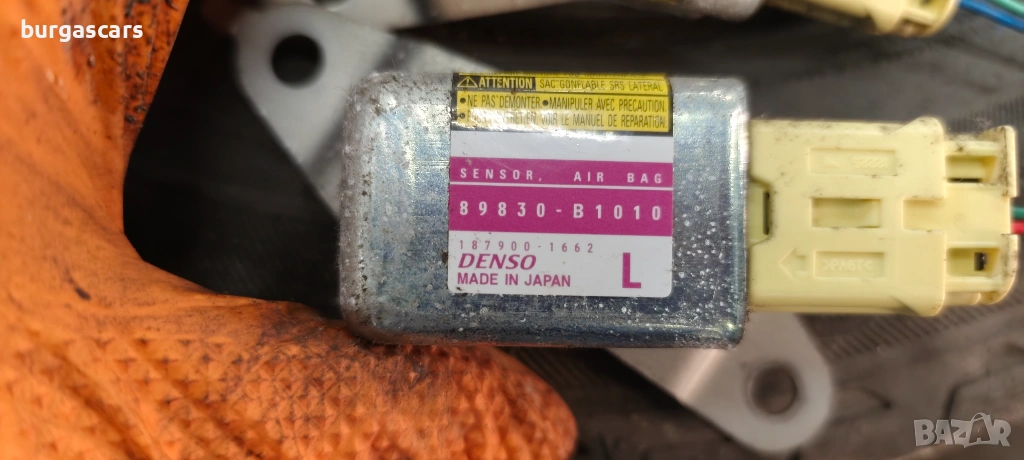 burgascars
ATTENTION SAC GONFLABLE SRS LATERAL
•NE PAS DEMONTER •MANIPULER AVEC PRECAUTION
VOIR LE MANUEL DE REPARATION
SENSOR, AIR BAG
89830-B1010
187900-1662
DENSO L
MADE IN JAPAN
BAZAR